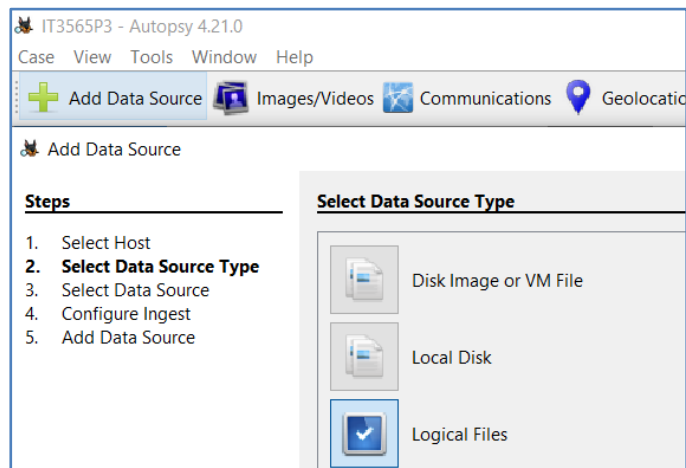 IT3565P3 - Autopsy 4.21.0
Case View Tools Window Help
Add Data Source Images/Videos Communications Geolocatio
Add Data Source
Steps
1. Select Host
2. Select Data Source Type
3. Select Data Source
4. Configure Ingest
5. Add Data Source
Select Data Source Type
Disk Image or VM File
Local Disk
Logical Files